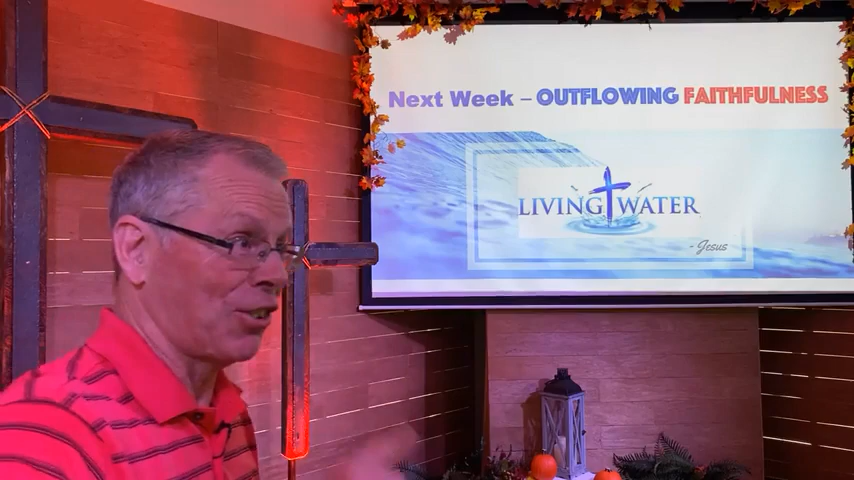 Next Week – OUTFLOWING FAITHFULNESS
LIVING WATER
- Jesus